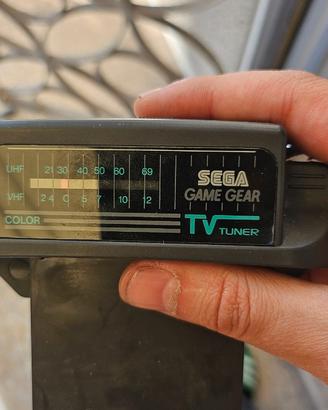 UHF 21 30 40 50 60 69
SEGA
GAME GEAR
VHF 2 4 C 5 7 10 12
COLOR TV TUNER